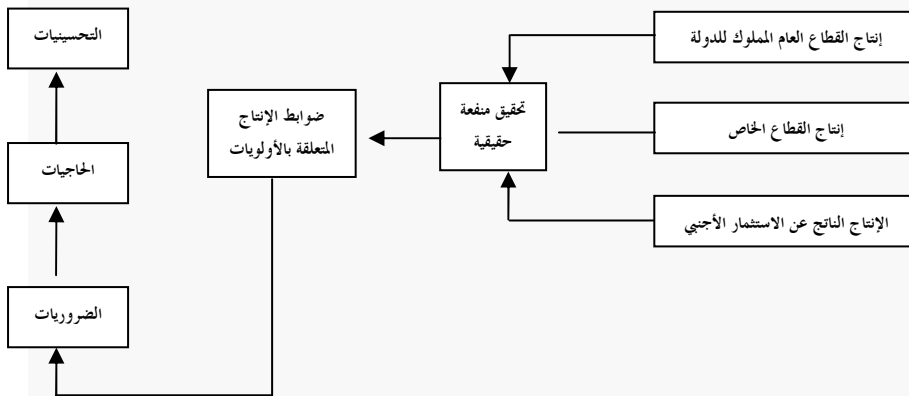 إنتاج القطاع العام المملوك للدولة
إنتاج القطاع الخاص
الإنتاج الناتج عن الاستثمار الأجنبي
تحقيق منفعة
حقيقية
ضوابط الإنتاج
المتعلقة بالأولويات
التحسينيات
الحاجيات
الضروريات